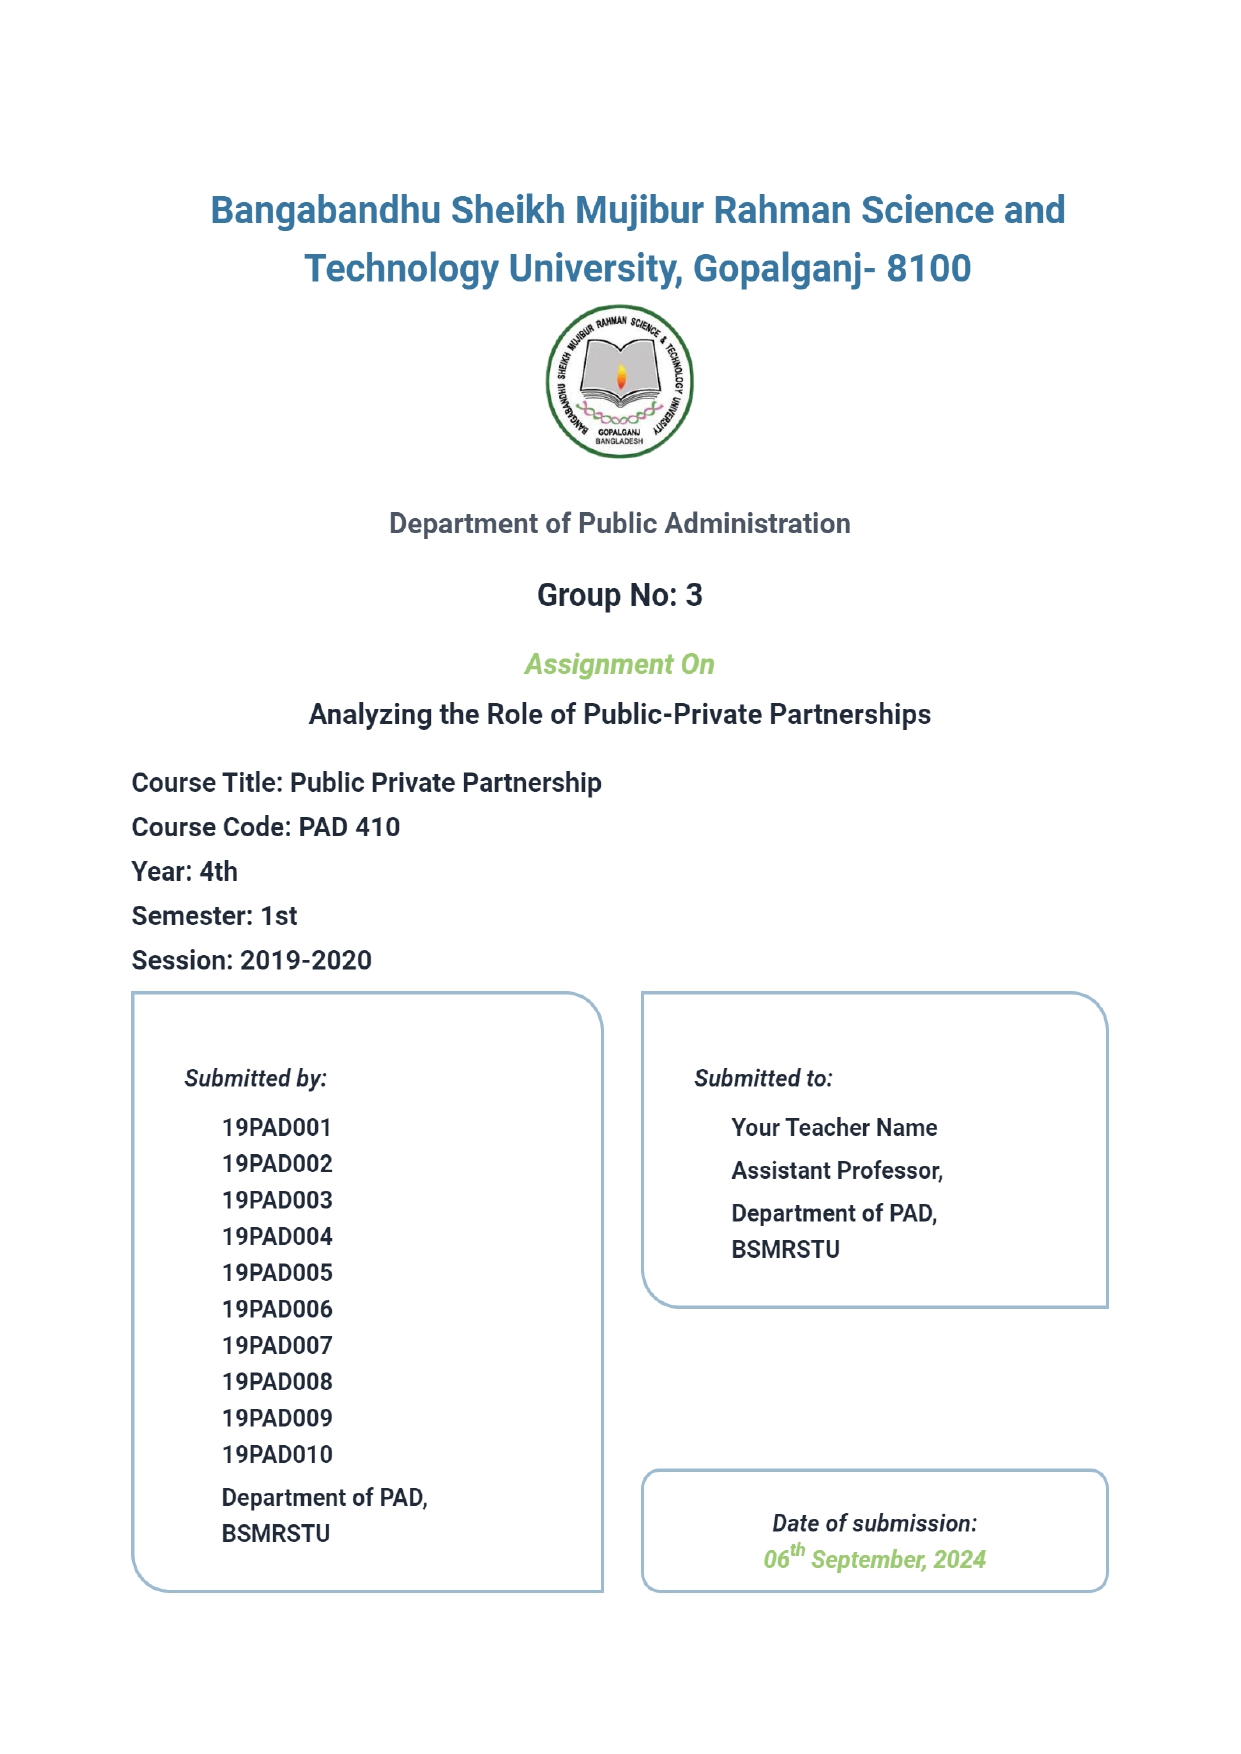 Bangabandhu Sheikh Mujibur Rahman Science and
Technology University, Gopalganj- 8100
BANGABANDHU SHEIKH MUJIBUR RAHMAN SCIENCE & TECHNOLOGY UNIVERSITY
GOPALGANJ
BANGLADESH
Department of Public Administration
Group No: 3
Assignment On
Analyzing the Role of Public-Private Partnerships
Course Title: Public Private Partnership
Course Code: PAD 410
Year: 4th
Semester: 1st
Session: 2019-2020
Submitted by:
19PAD001
19PAD002
19PAD003
19PAD004
19PAD005
19PAD006
19PAD007
19PAD008
19PAD009
19PAD010
Department of PAD,
BSMRSTU
Submitted to:
Your Teacher Name
Assistant Professor,
Department of PAD,
BSMRSTU
Date of submission:
06th September, 2024